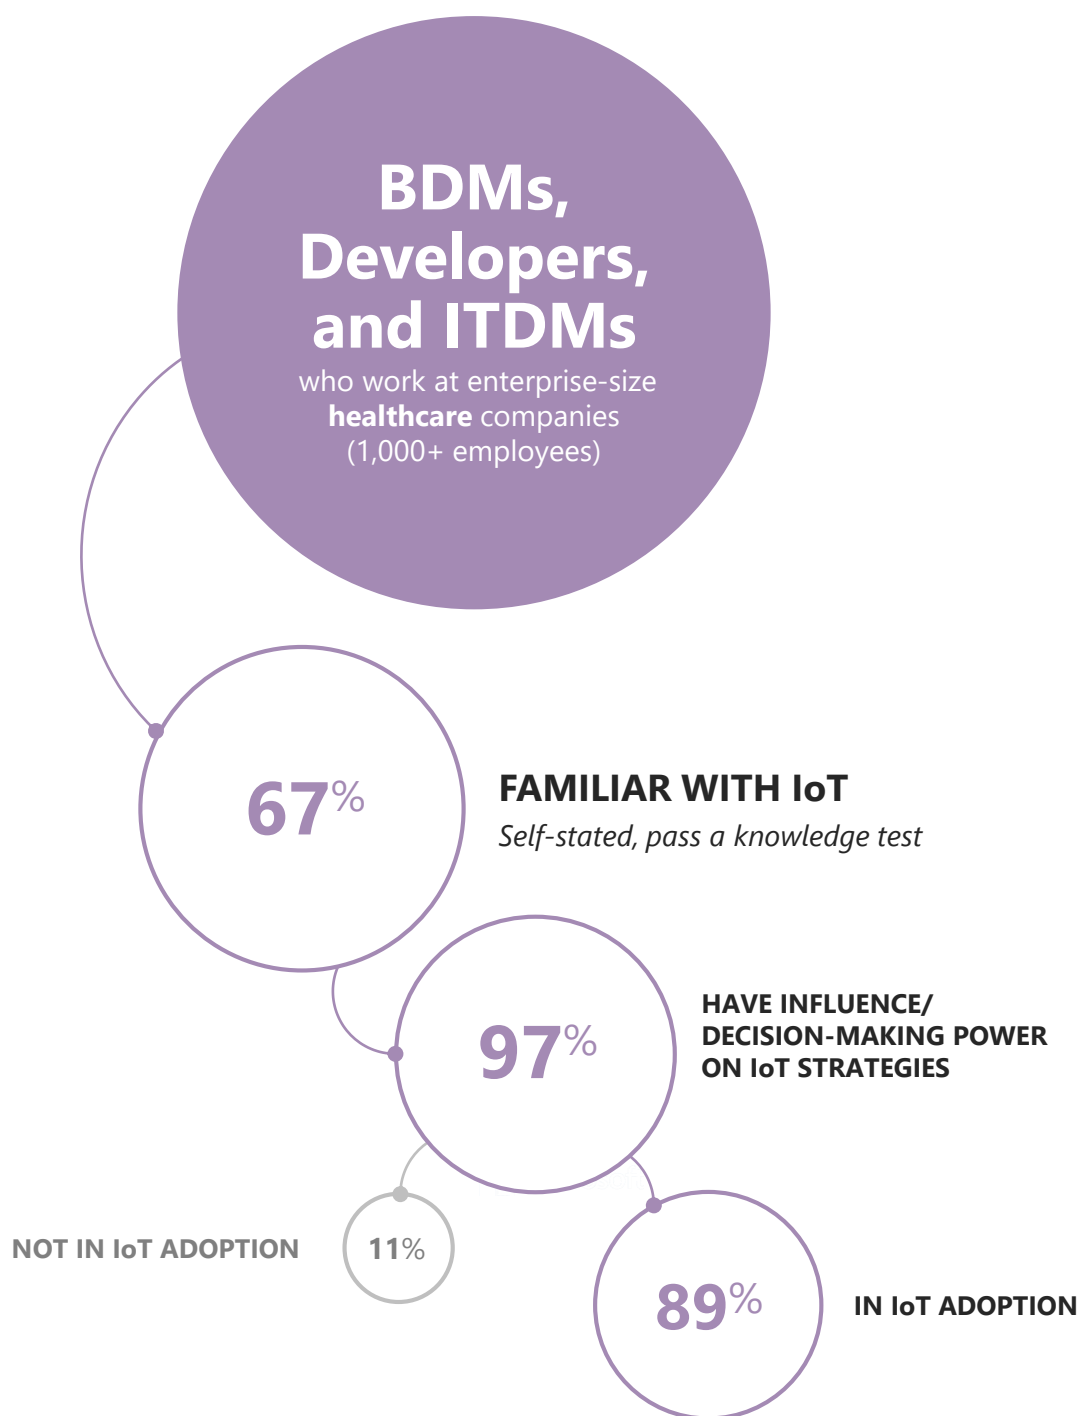 BDMs,
Developers,
and ITDMs
who work at enterprise-size
healthcare companies
(1,000+ employees)
67%
FAMILIAR WITH IoT
Self-stated, pass a knowledge test
97%
HAVE INFLUENCE/
DECISION-MAKING POWER
ON IoT STRATEGIES
NOT IN IoT ADOPTION
11%
89%
IN IoT ADOPTION